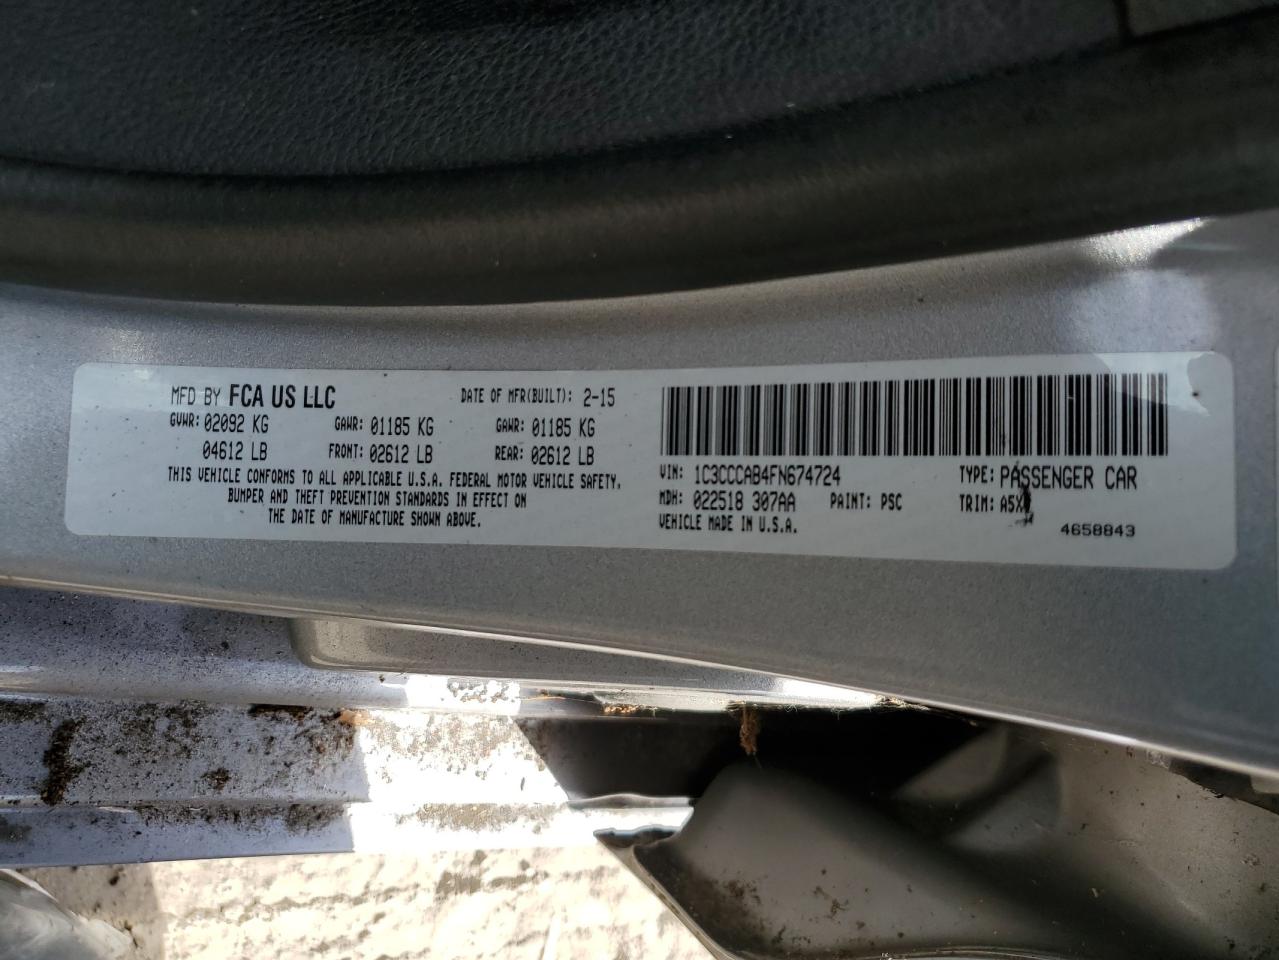 MFD BY FCA US LLC DATE OF MFR(BUILT): 2-15
GVWR: 02092 KG GAWR: 01185 KG GAWR: 01185 KG
04612 LB FRONT: 02612 LB REAR: 02612 LB
THIS VEHICLE CONFORMS TO ALL APPLICABLE U.S.A. FEDERAL MOTOR VEHICLE SAFETY,
BUMPER AND THEFT PREVENTION STANDARDS IN EFFECT ON
THE DATE OF MANUFACTURE SHOWN ABOVE.
VIN: 1C3CCCAB4FN674724 TYPE: PASSENGER CAR
MDH: 022518 307AA PAINT: PSC TRIM: A5X
VEHICLE MADE IN U.S.A.
4658843